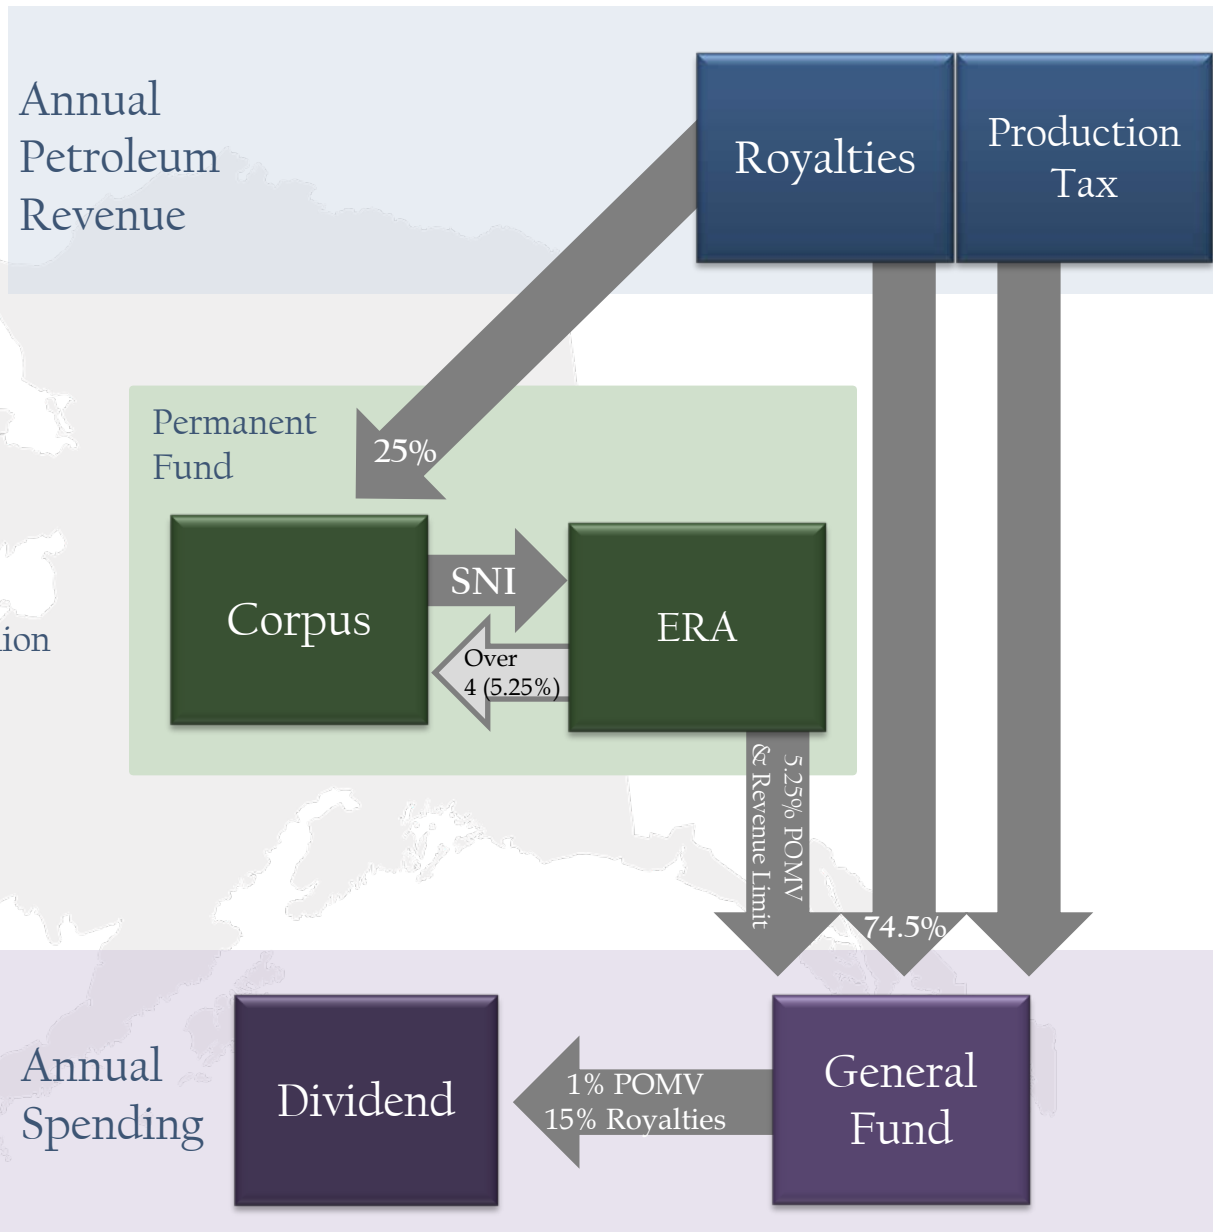 Annual
Petroleum
Revenue
Royalties
Production
Tax
Permanent
Fund
25%
Corpus
SNI
ERA
Over
4 (5.25%)
ion
5.25% POMV
& Revenue Limit
74.5%
Annual
Spending
Dividend
1% POMV
15% Royalties
General
Fund